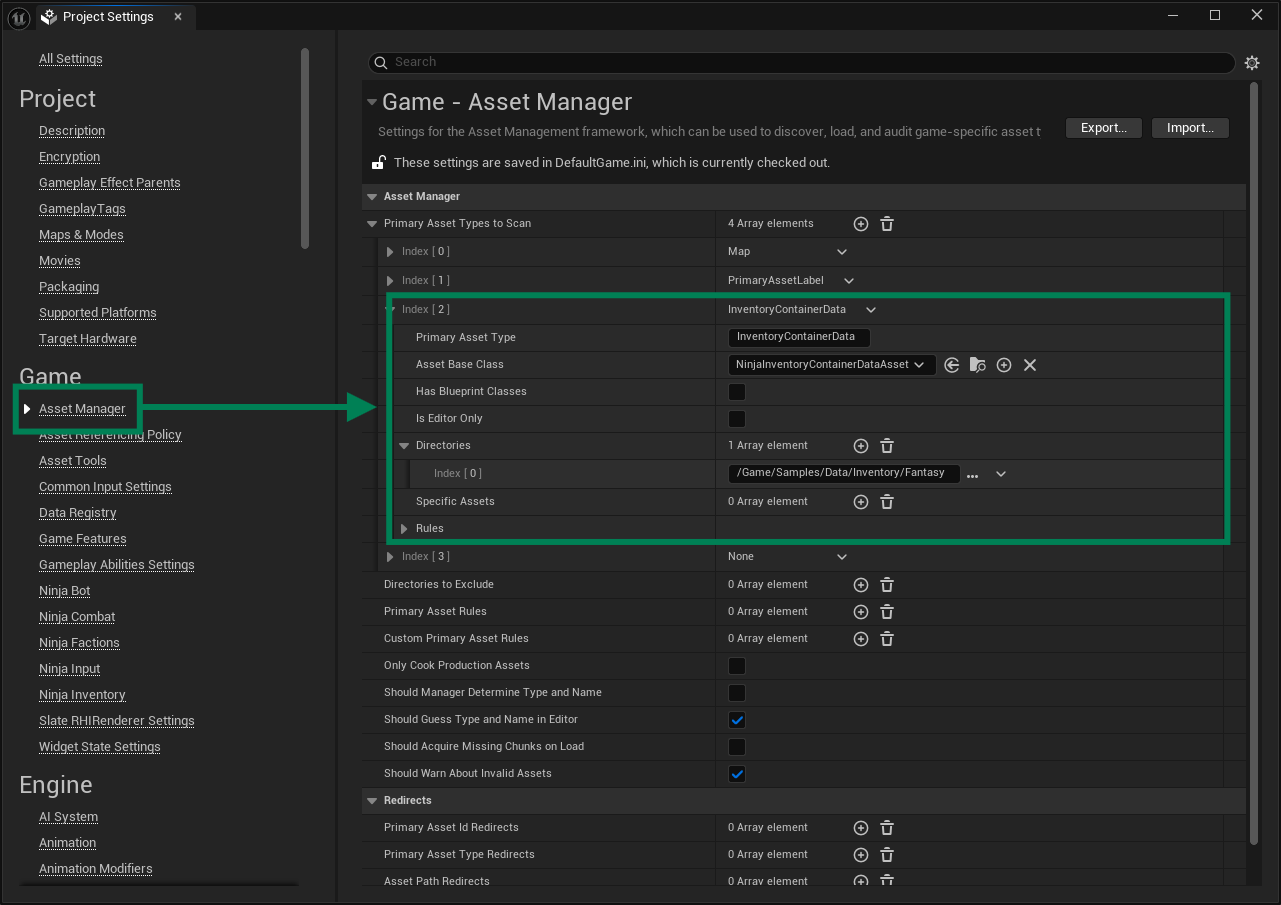 Project Settings
All Settings
Project
Description
Encryption
Gameplay Effect Parents
GameplayTags
Maps & Modes
Movies
Packaging
Supported Platforms
Target Hardware
Game
Asset Manager
Asset Referencing Policy
Asset Tools
Common Input Settings
Data Registry
Game Features
Gameplay Abilities Settings
Ninja Bot
Ninja Combat
Ninja Factions
Ninja Input
Ninja Inventory
Slate RHIRenderer Settings
Widget State Settings
Engine
AI System
Animation
Animation Modifiers
Search
Game - Asset Manager
Settings for the Asset Management framework, which can be used to discover, load, and audit game-specific asset t
Export...
Import...
These settings are saved in DefaultGame.ini, which is currently checked out.
Asset Manager
Primary Asset Types to Scan 4 Array elements
Index [ 0 ] Map
Index [ 1 ] PrimaryAssetLabel
Index [ 2 ] InventoryContainerData
Primary Asset Type InventoryContainerData
Asset Base Class NinjaInventoryContainerDataAsset
Has Blueprint Classes
Is Editor Only
Directories 1 Array element
Index [ 0 ] /Game/Samples/Data/Inventory/Fantasy ...
Specific Assets 0 Array element
Rules
Index [ 3 ] None
Directories to Exclude 0 Array element
Primary Asset Rules 0 Array element
Custom Primary Asset Rules 0 Array element
Only Cook Production Assets
Should Manager Determine Type and Name
Should Guess Type and Name in Editor
Should Acquire Missing Chunks on Load
Should Warn About Invalid Assets
Redirects
Primary Asset Id Redirects 0 Array element
Primary Asset Type Redirects 0 Array element
Asset Path Redirects 0 Array element